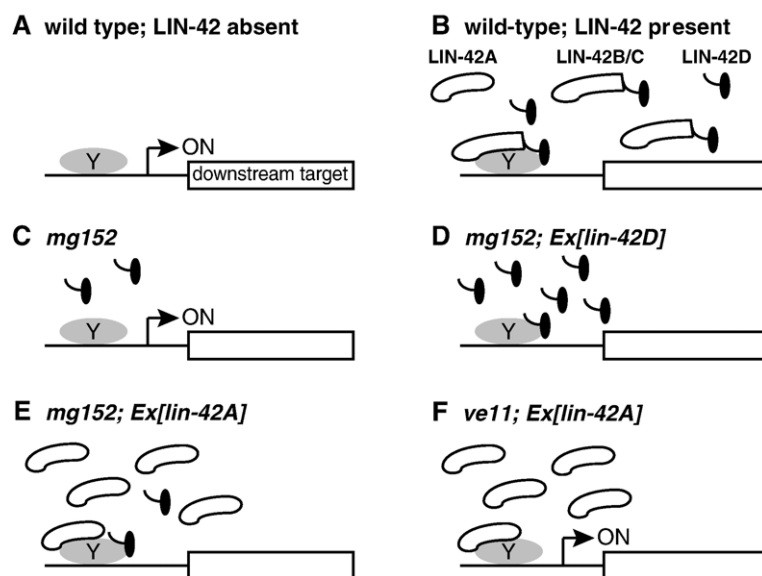 A wild type; LIN-42 absent
Y ON
downstream target
B wild-type; LIN-42 present
LIN-42A LIN-42B/C LIN-42D
Y
C mg152
Y ON
D mg152; Ex[lin-42D]
Y
E mg152; Ex[lin-42A]
Y
F ve11; Ex[lin-42A]
Y ON